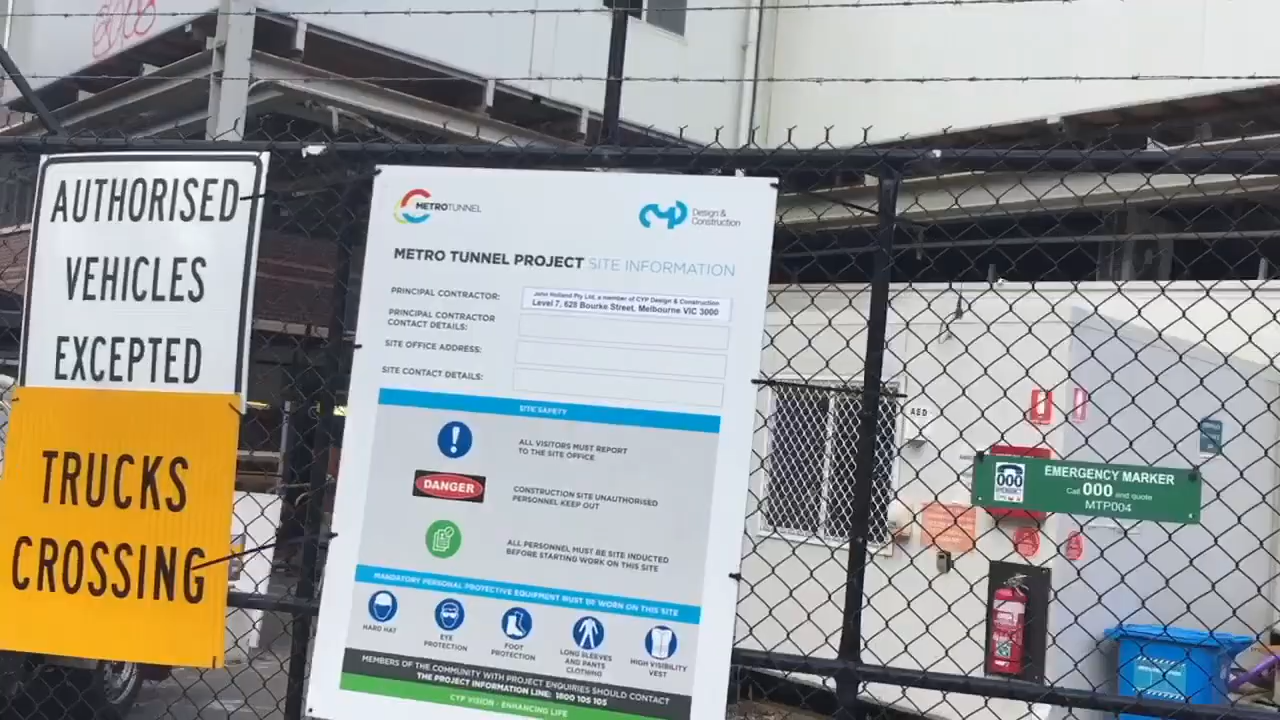 AUTHORISED
VEHICLES
EXCEPTED
TRUCKS
CROSSING
METROTUNNEL
CYP Design &
Construction
METRO TUNNEL PROJECT SITE INFORMATION
PRINCIPAL CONTRACTOR:
John Holland Pty Ltd, a member of CYP Design & Construction
Level 7, 628 Bourke Street, Melbourne VIC 3000
PRINCIPAL CONTRACTOR
CONTACT DETAILS:
SITE OFFICE ADDRESS:
SITE CONTACT DETAILS:
SITE SAFETY
ALL VISITORS MUST REPORT
TO THE SITE OFFICE
DANGER
CONSTRUCTION SITE UNAUTHORISED
PERSONNEL KEEP OUT
ALL PERSONNEL MUST BE SITE INDUCTED
BEFORE STARTING WORK ON THIS SITE
MANDATORY PERSONAL PROTECTIVE EQUIPMENT MUST BE WORN ON THIS SITE
HARD HAT
EYE
PROTECTION
FOOT
PROTECTION
LONG SLEEVES
AND PANTS
CLOTHING
HIGH VISIBILITY
VEST
MEMBERS OF THE COMMUNITY WITH PROJECT ENQUIRIES SHOULD CONTACT
THE PROJECT INFORMATION LINE: 1800 105 105
CYP VISION - ENHANCING LIFE
AED
000
EMERGENCY
EMERGENCY MARKER
Call 000 and quote
MTP004